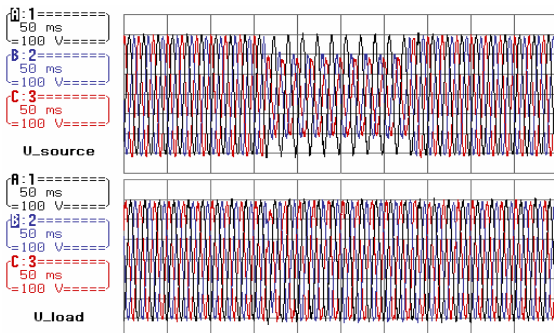 A:1
50 ms
=100 V
B:2
50 ms
=100 V
C:3
50 ms
=100 V
U_source
A:1
50 ms
=100 V
B:2
50 ms
=100 V
C:3
50 ms
=100 V
U_load